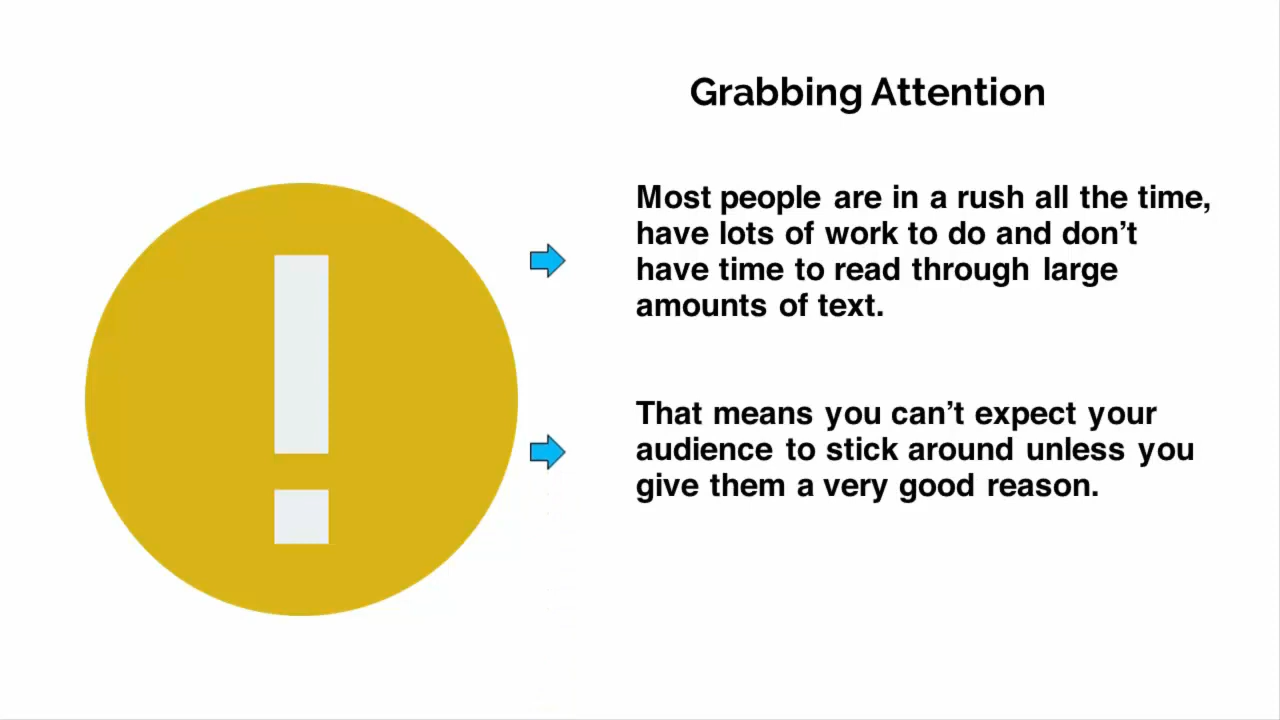 Grabbing Attention
Most people are in a rush all the time,
have lots of work to do and don’t
have time to read through large
amounts of text.
That means you can’t expect your
audience to stick around unless you
give them a very good reason.